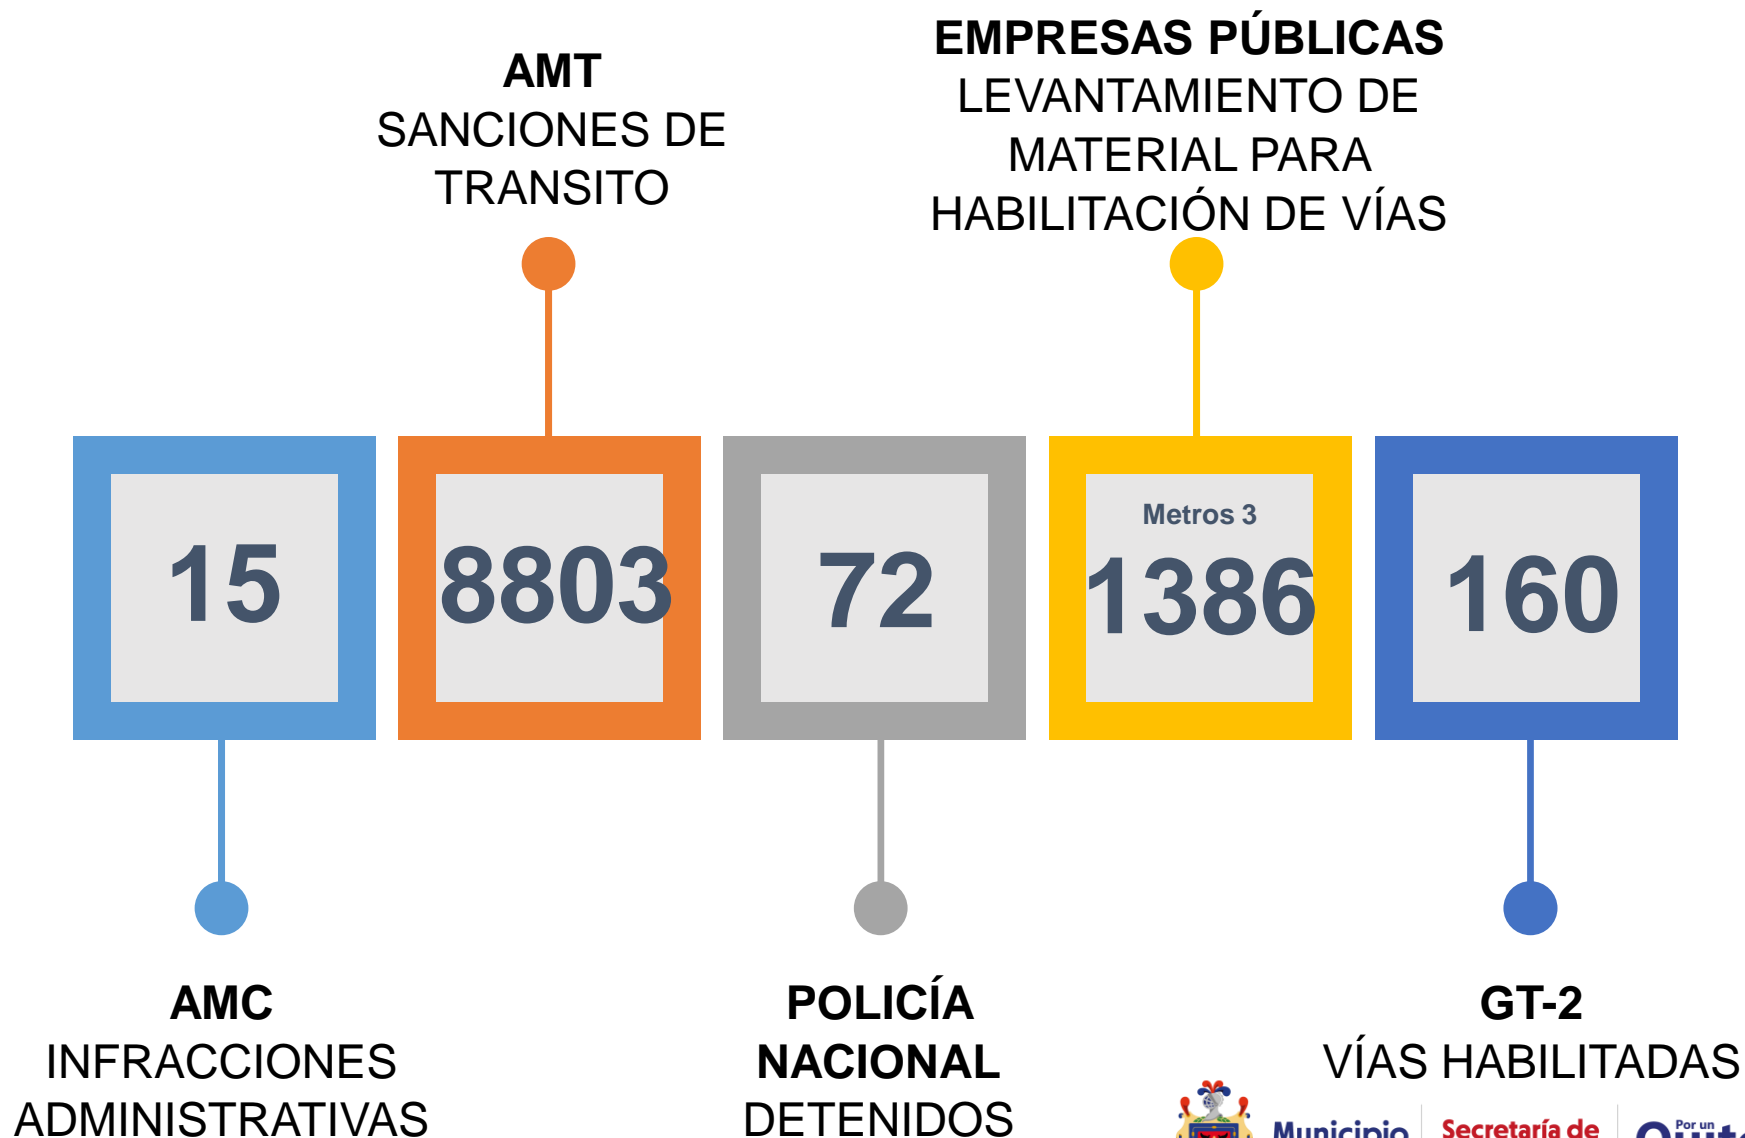 AMT
SANCIONES DE
TRANSITO
EMPRESAS PÚBLICAS
LEVANTAMIENTO DE
MATERIAL PARA
HABILITACIÓN DE VÍAS
15
8803
72
Metros 3
1386
160
AMC
INFRACCIONES
ADMINISTRATIVAS
POLICÍA
NACIONAL
DETENIDOS
GT-2
VÍAS HABILITADAS
Municipio
Secretaría de
Por un